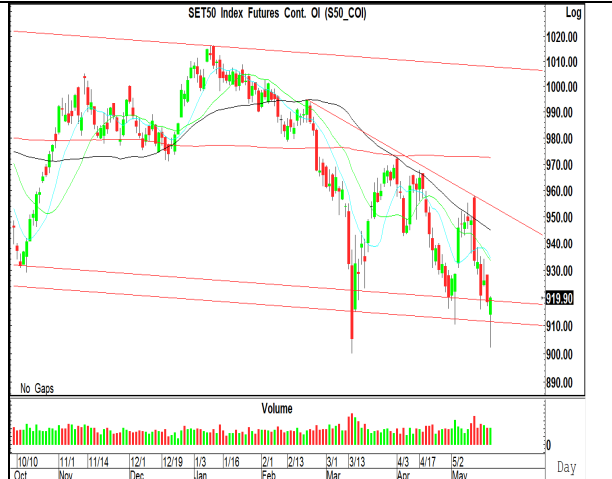 SET50 Index Futures Cont. OI (S50_COI)
Log
1020.00
1010.00
1000.00
990.00
980.00
970.00
960.00
950.00
940.00
930.00
919.90
910.00
900.00
890.00
No Gaps
Volume
0
10/10 11/1 11/14 12/1 12/19 1/3 1/16 2/1 2/13 3/1 3/13 4/3 4/17 5/2
Oct Nov Dec Jan Feb Mar Apr May
Day